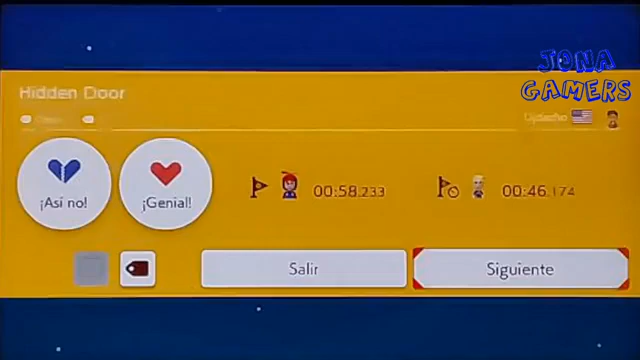 JONA
GAMERS
Hidden Door
¡Así no!
¡Genial!
00:58.233
00:46.174
Salir
Siguiente